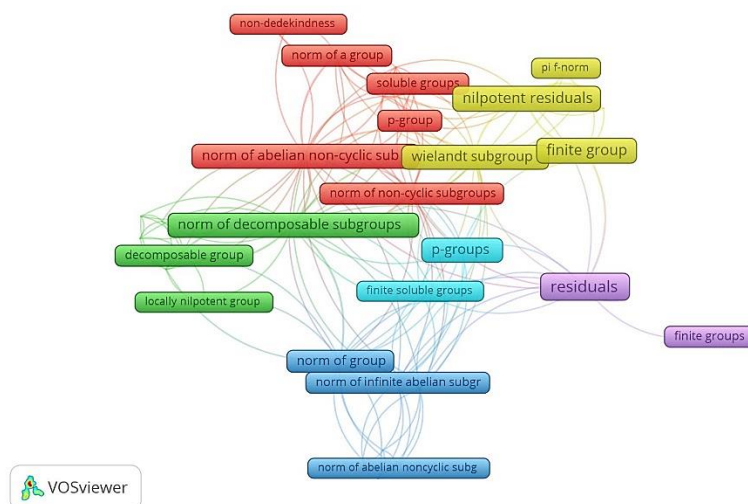 non-dedekindness
norm of a group
pi f-norm
soluble groups
nilpotent residuals
p-group
norm of abelian non-cyclic sub
wielandt subgroup
finite group
norm of non-cyclic subgroups
norm of decomposable subgroups
p-groups
decomposable group
finite soluble groups
residuals
locally nilpotent group
finite groups
norm of group
norm of infinite abelian subgr
norm of abelian noncyclic subg
VOSviewer